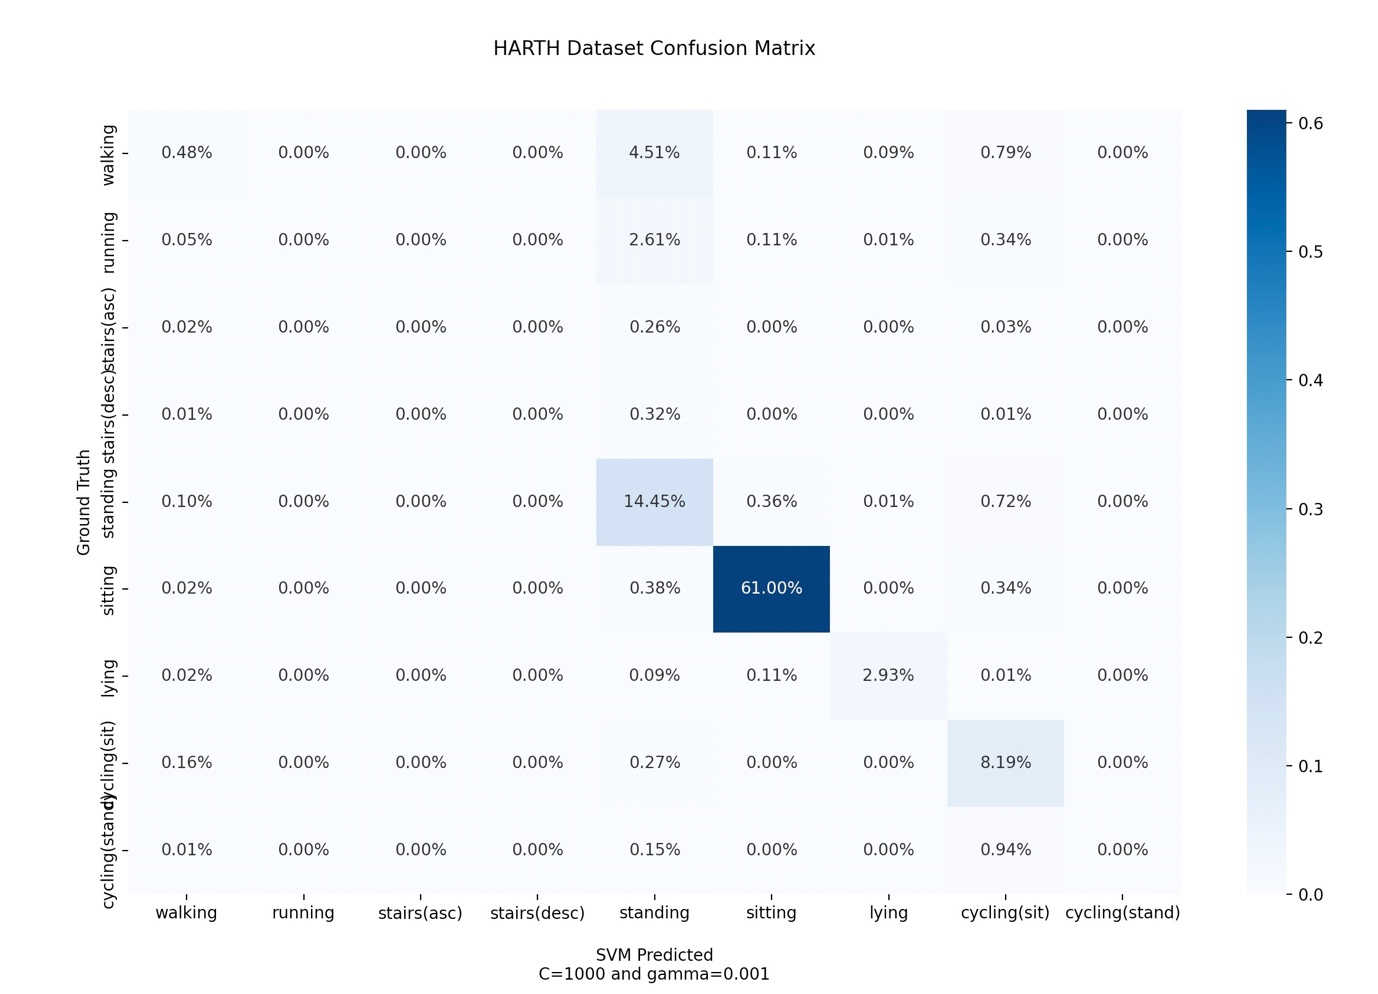 HARTH Dataset Confusion Matrix
walking 0.48% 0.00% 0.00% 0.00% 4.51% 0.11% 0.09% 0.79% 0.00%
running 0.05% 0.00% 0.00% 0.00% 2.61% 0.11% 0.01% 0.34% 0.00%
stairs(asc) 0.02% 0.00% 0.00% 0.00% 0.26% 0.00% 0.00% 0.03% 0.00%
stairs(desc) 0.01% 0.00% 0.00% 0.00% 0.32% 0.00% 0.00% 0.01% 0.00%
standing 0.10% 0.00% 0.00% 0.00% 14.45% 0.36% 0.01% 0.72% 0.00%
sitting 0.02% 0.00% 0.00% 0.00% 0.38% 61.00% 0.00% 0.34% 0.00%
lying 0.02% 0.00% 0.00% 0.00% 0.09% 0.11% 2.93% 0.01% 0.00%
cycling(sit) 0.16% 0.00% 0.00% 0.00% 0.27% 0.00% 0.00% 8.19% 0.00%
cycling(stand) 0.01% 0.00% 0.00% 0.00% 0.15% 0.00% 0.00% 0.94% 0.00%
Ground Truth
walking running stairs(asc) stairs(desc) standing sitting lying cycling(sit) cycling(stand)
SVM Predicted
C=1000 and gamma=0.001
0.6
0.5
0.4
0.3
0.2
0.1
0.0